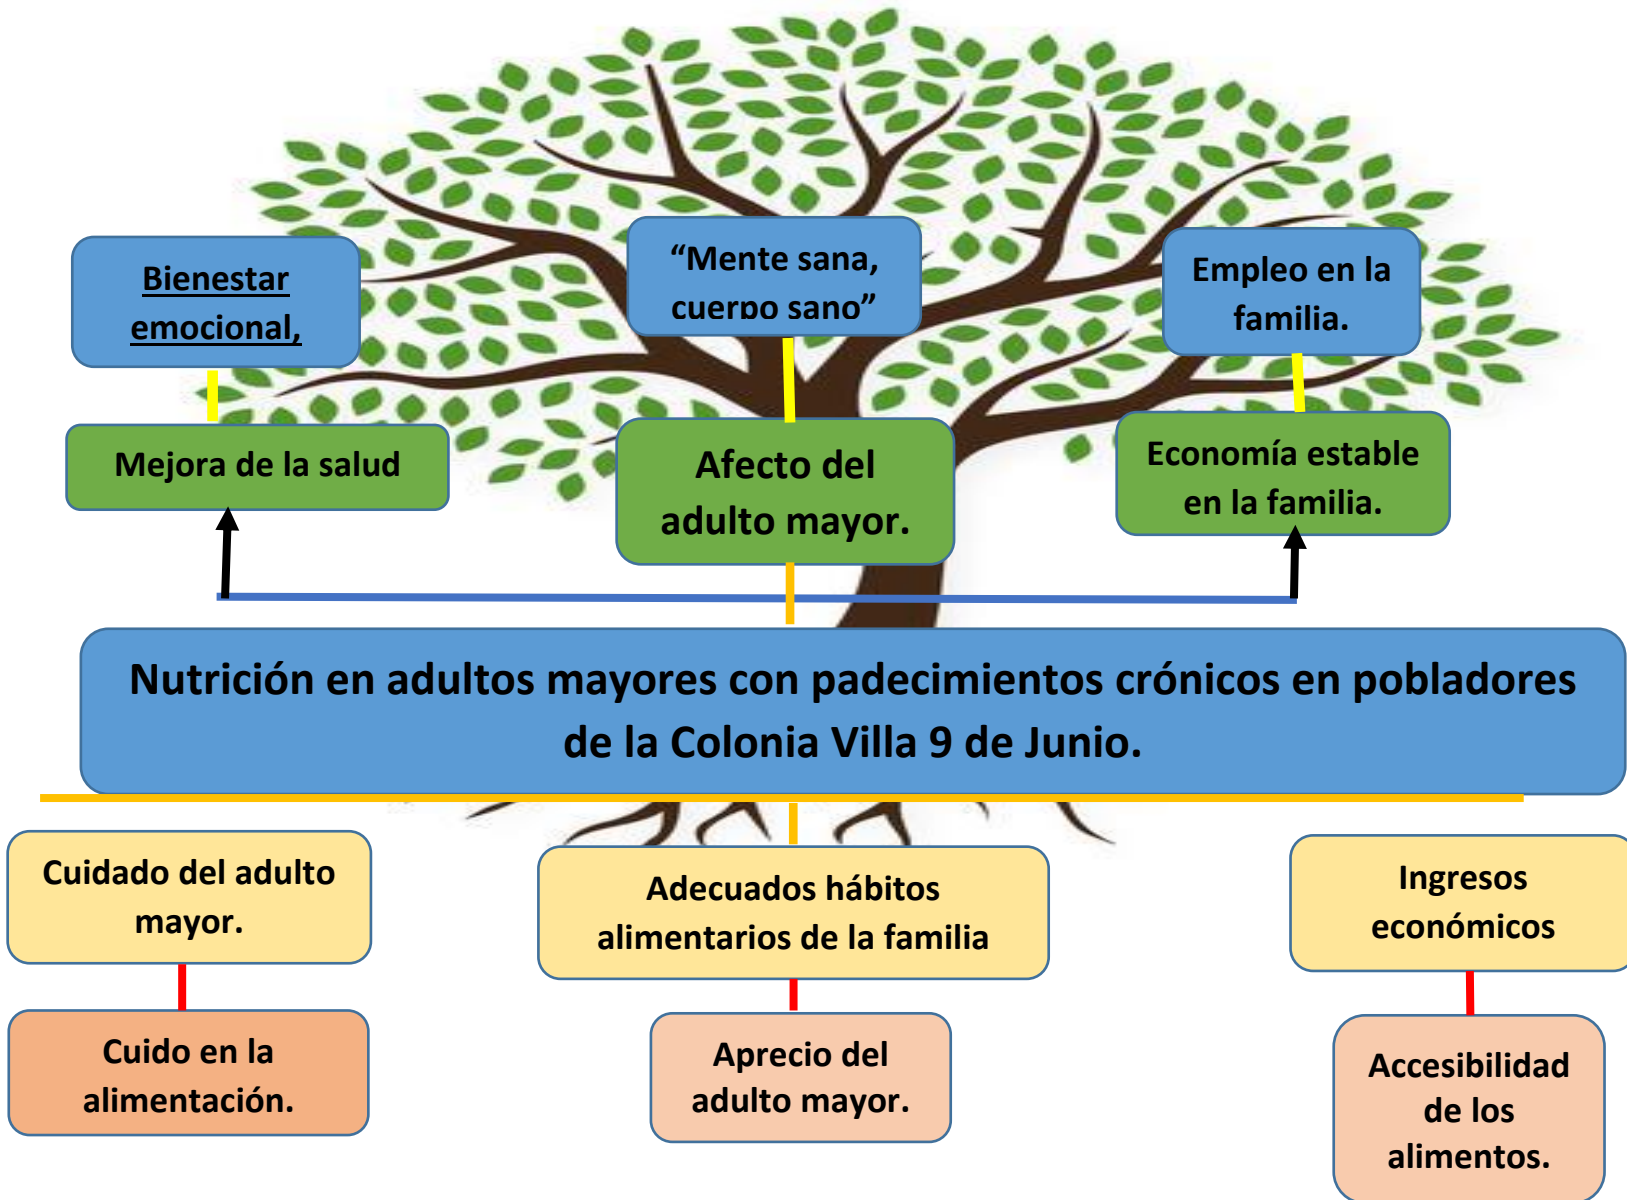 Bienestar
emocional,
“Mente sana,
cuerpo sano”
Empleo en la
familia.
Mejora de la salud
Afecto del
adulto mayor.
Economía estable
en la familia.
Nutrición en adultos mayores con padecimientos crónicos en pobladores
de la Colonia Villa 9 de Junio.
Cuidado del adulto
mayor.
Adecuados hábitos
alimentarios de la familia
Ingresos
económicos
Cuido en la
alimentación.
Aprecio del
adulto mayor.
Accesibilidad
de los
alimentos.